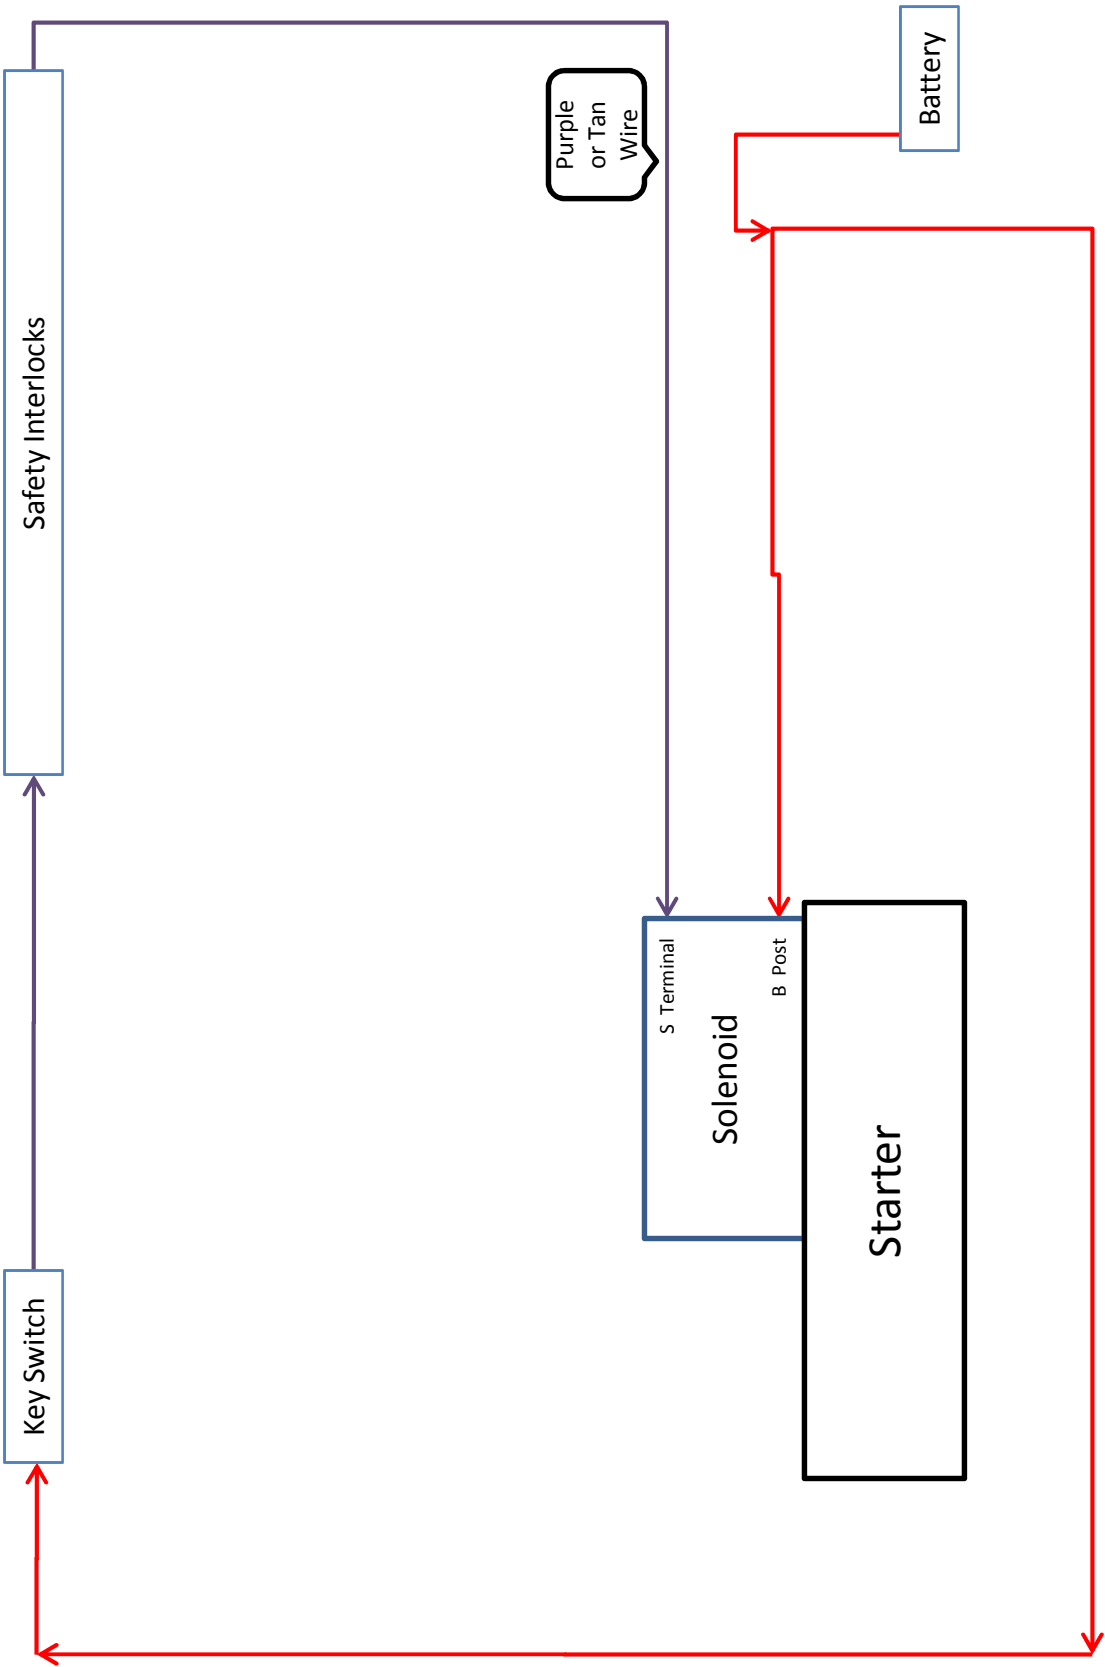 Key Switch
Safety Interlocks
Purple
or Tan
Wire
S Terminal
Solenoid
B Post
Starter
Battery